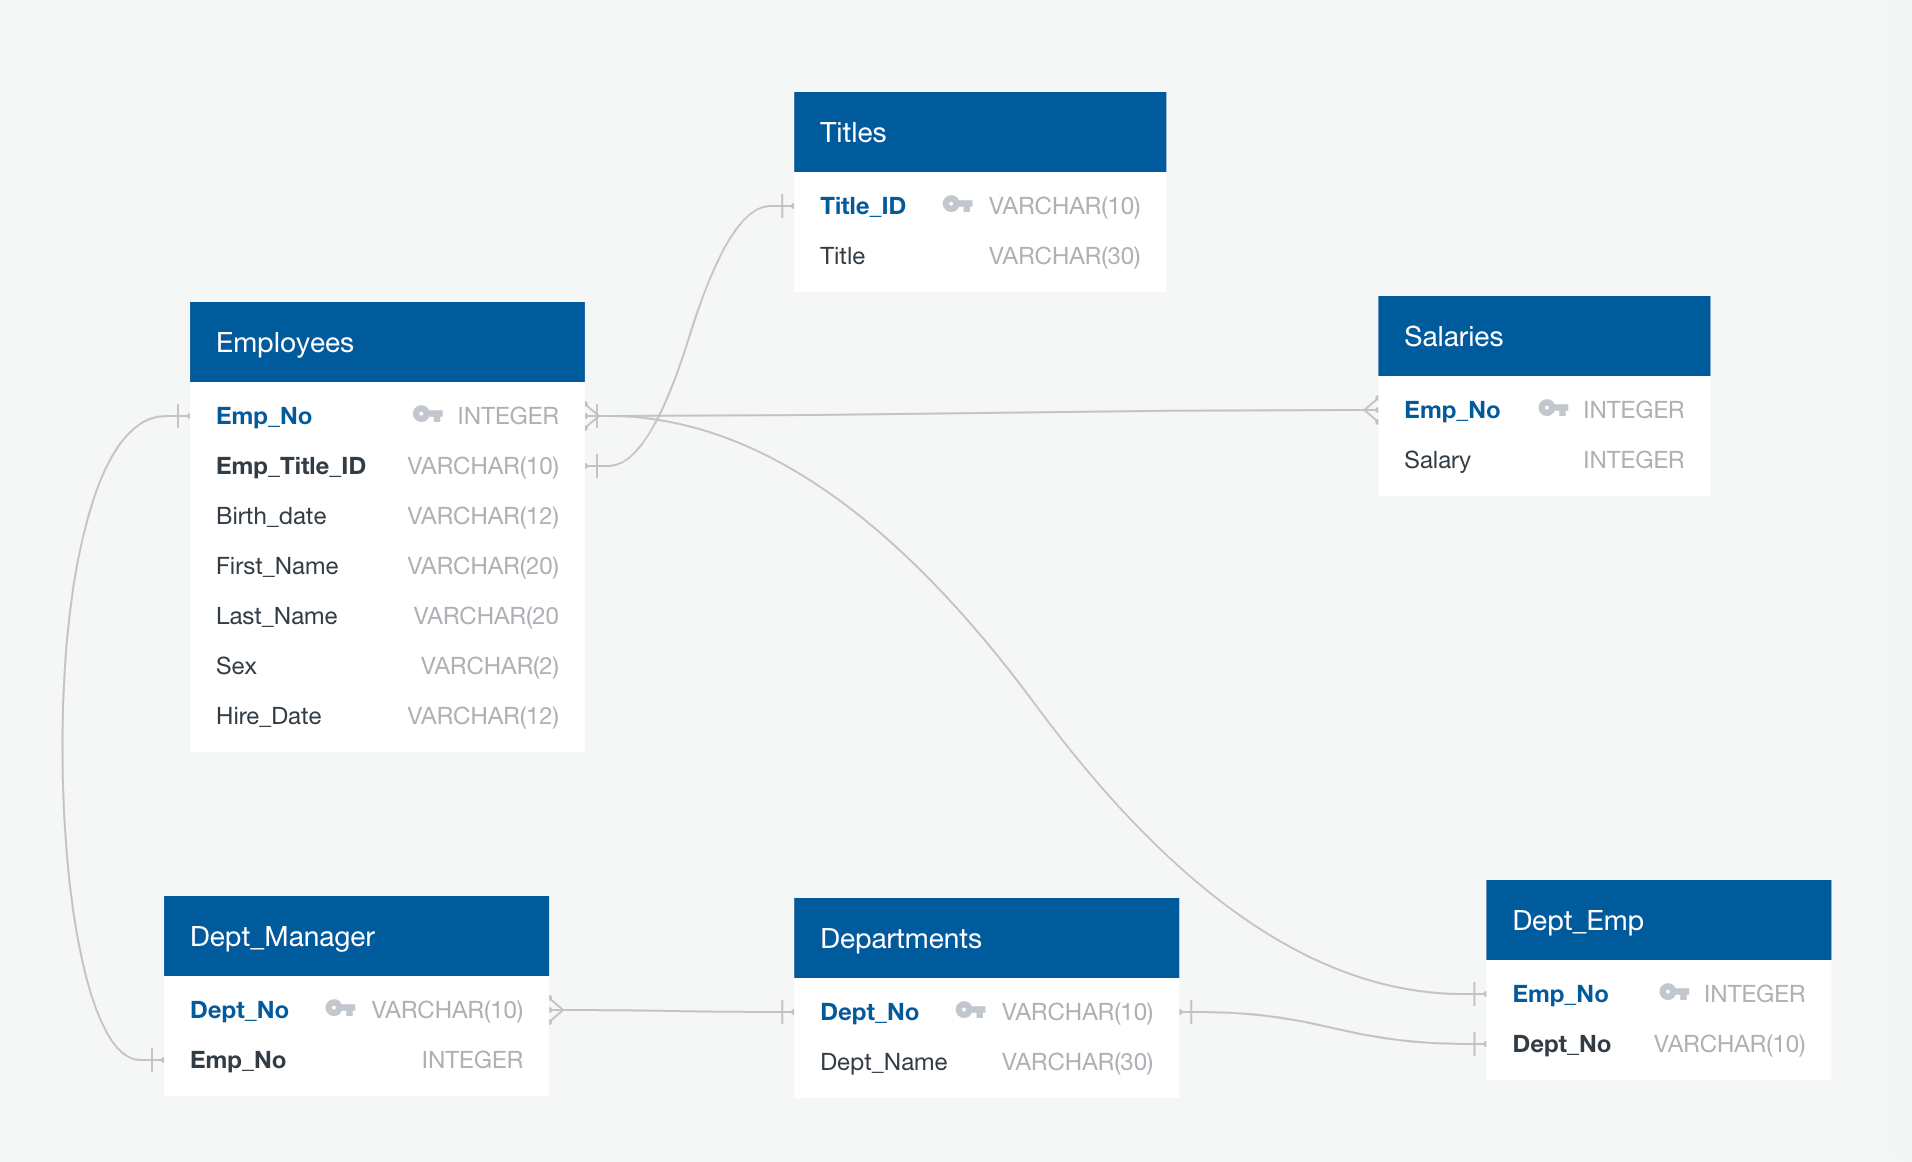 Titles
Title_ID VARCHAR(10)
Title VARCHAR(30)
Employees
Emp_No INTEGER
Emp_Title_ID VARCHAR(10)
Birth_date VARCHAR(12)
First_Name VARCHAR(20)
Last_Name VARCHAR(20
Sex VARCHAR(2)
Hire_Date VARCHAR(12)
Salaries
Emp_No INTEGER
Salary INTEGER
Dept_Manager
Dept_No VARCHAR(10)
Emp_No INTEGER
Departments
Dept_No VARCHAR(10)
Dept_Name VARCHAR(30)
Dept_Emp
Emp_No INTEGER
Dept_No VARCHAR(10)